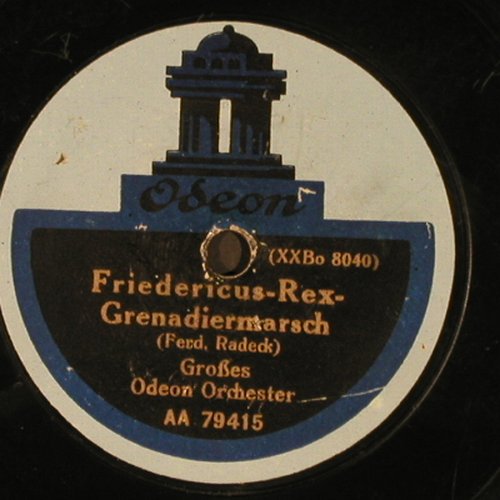 Odeon
(XXBo 8040)
Friedericus-Rex-
Grenadiermarsch
(Ferd. Radeck)
Großes
Odeon Orchester
AA 79415